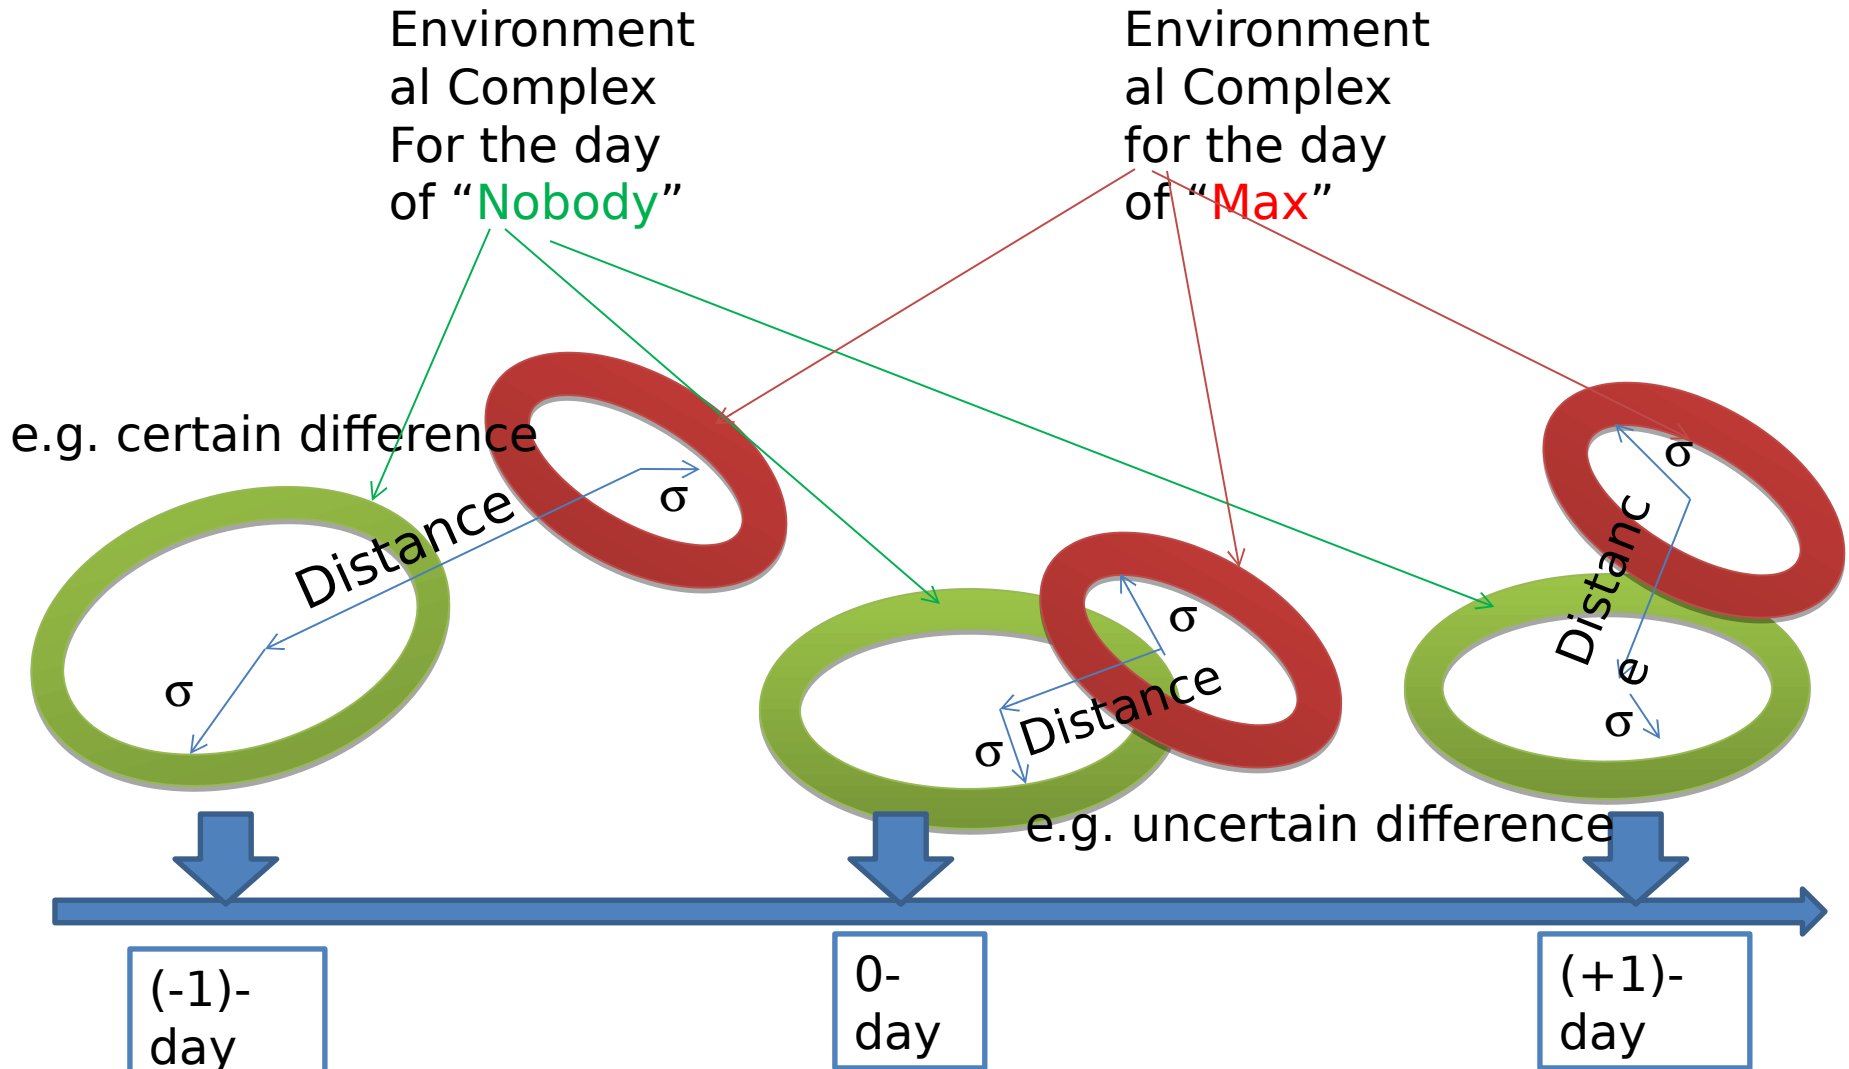 Environment
al Complex
For the day
of “Nobody”
Environment
al Complex
for the day
of “Max”
e.g. certain difference
Distance
σ
σ
σ
Distance
σ
σ
Distanc
e
σ
e.g. uncertain difference
(-1)-
day
0-
day
(+1)-
day